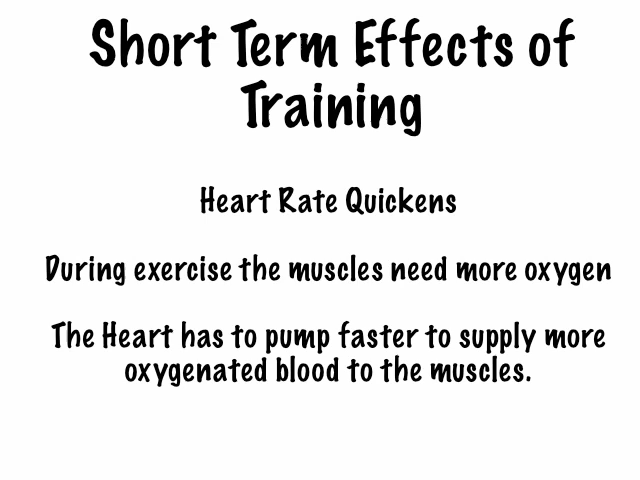 Short Term Effects of
Training
Heart Rate Quickens
During exercise the muscles need more oxygen
The Heart has to pump faster to supply more
oxygenated blood to the muscles.